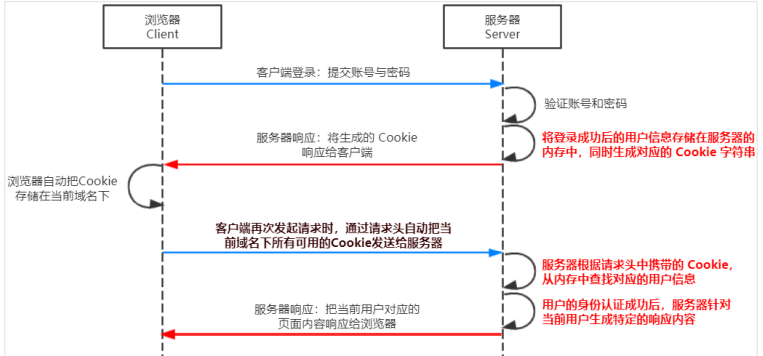 浏览器
Client
服务器
Server
客户端登录：提交账号与密码
验证账号和密码
服务器响应：将生成的 Cookie
响应给客户端
将登录成功后的用户信息存储在服务器的
内存中，同时生成对应的 Cookie 字符串
浏览器自动把Cookie
存储在当前域名下
客户端再次发起请求时，通过请求头自动把当
前域名下所有可用的Cookie发送给服务器
服务器根据请求头中携带的 Cookie，
从内存中查找对应的用户信息
服务器响应：把当前用户对应的
页面内容响应给浏览器
用户的身份认证成功后，服务器针对
当前用户生成特定的响应内容